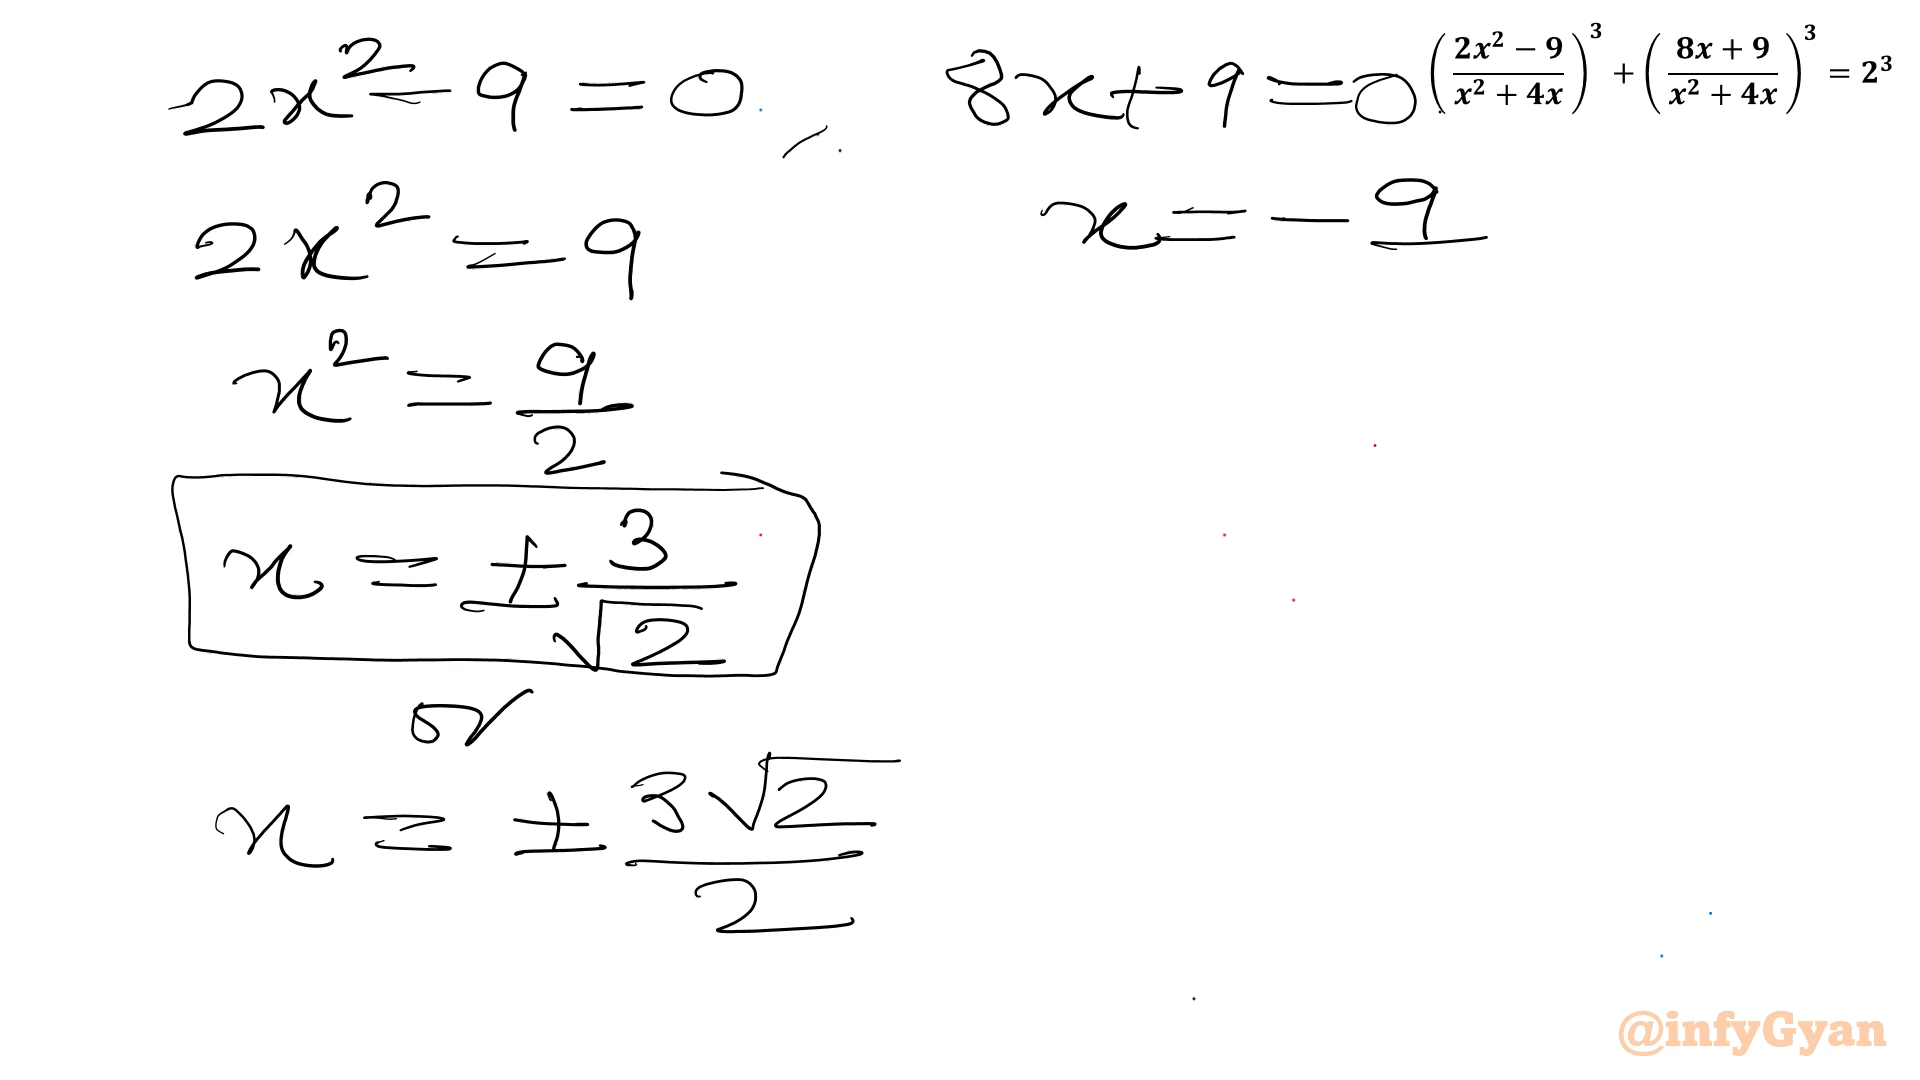 2x² - 9 = 0
2x² = 9
x² = 9/2
x = ± 3/√2
or
x = ± 3√2/2
8x + 9 = 0
x = - 9
((2x² − 9)/(x² + 4x))³ + ((8x + 9)/(x² + 4x))³ = 2³
@infyGyan